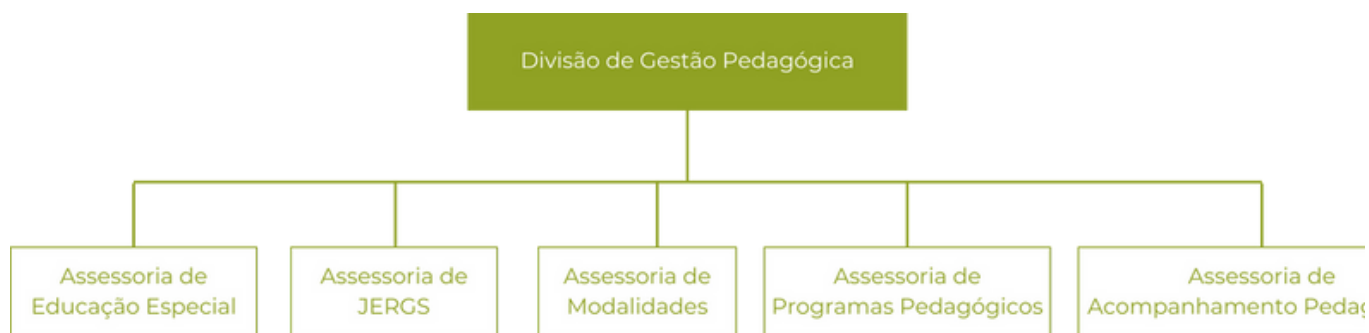 Divisão de Gestão Pedagógica
Assessoria de
Educação Especial
Assessoria de
JERGS
Assessoria de
Modalidades
Assessoria de
Programas Pedagógicos
Assessoria de
Acompanhamento